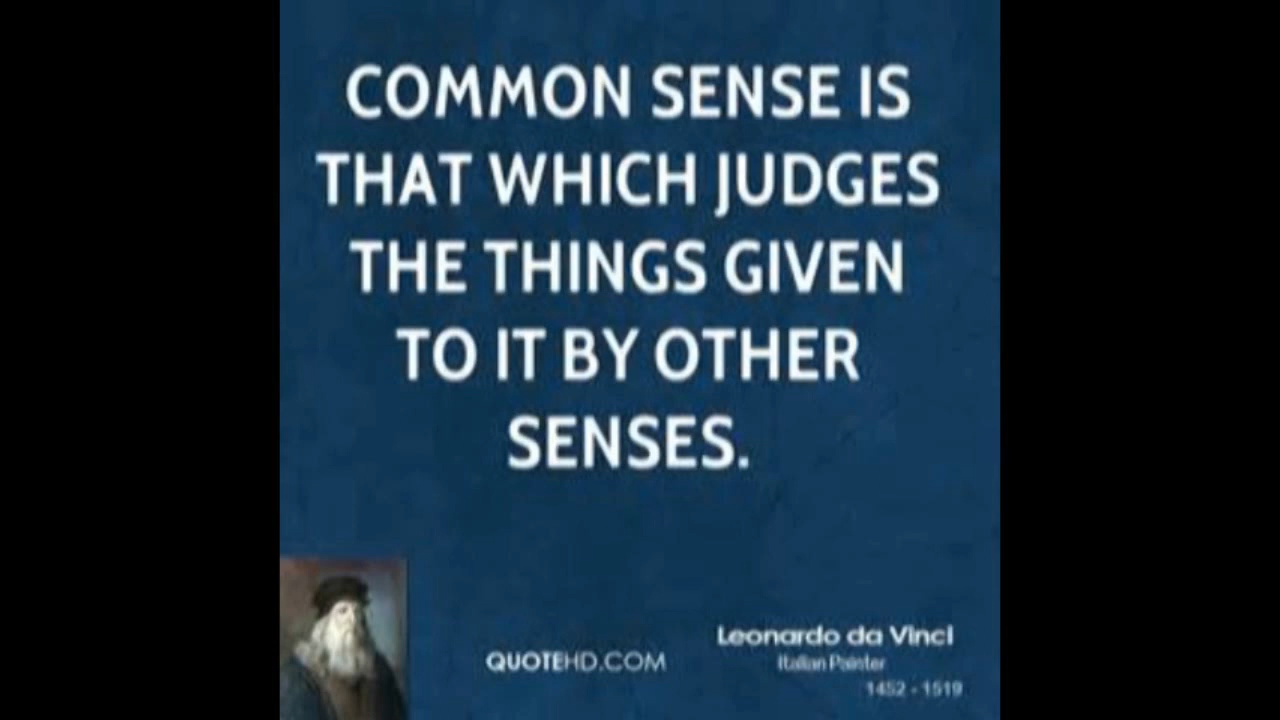 COMMON SENSE IS
THAT WHICH JUDGES
THE THINGS GIVEN
TO IT BY OTHER
SENSES.
Leonardo da Vinci
QUOTEHD.COM
Italian Painter
1452 - 1519